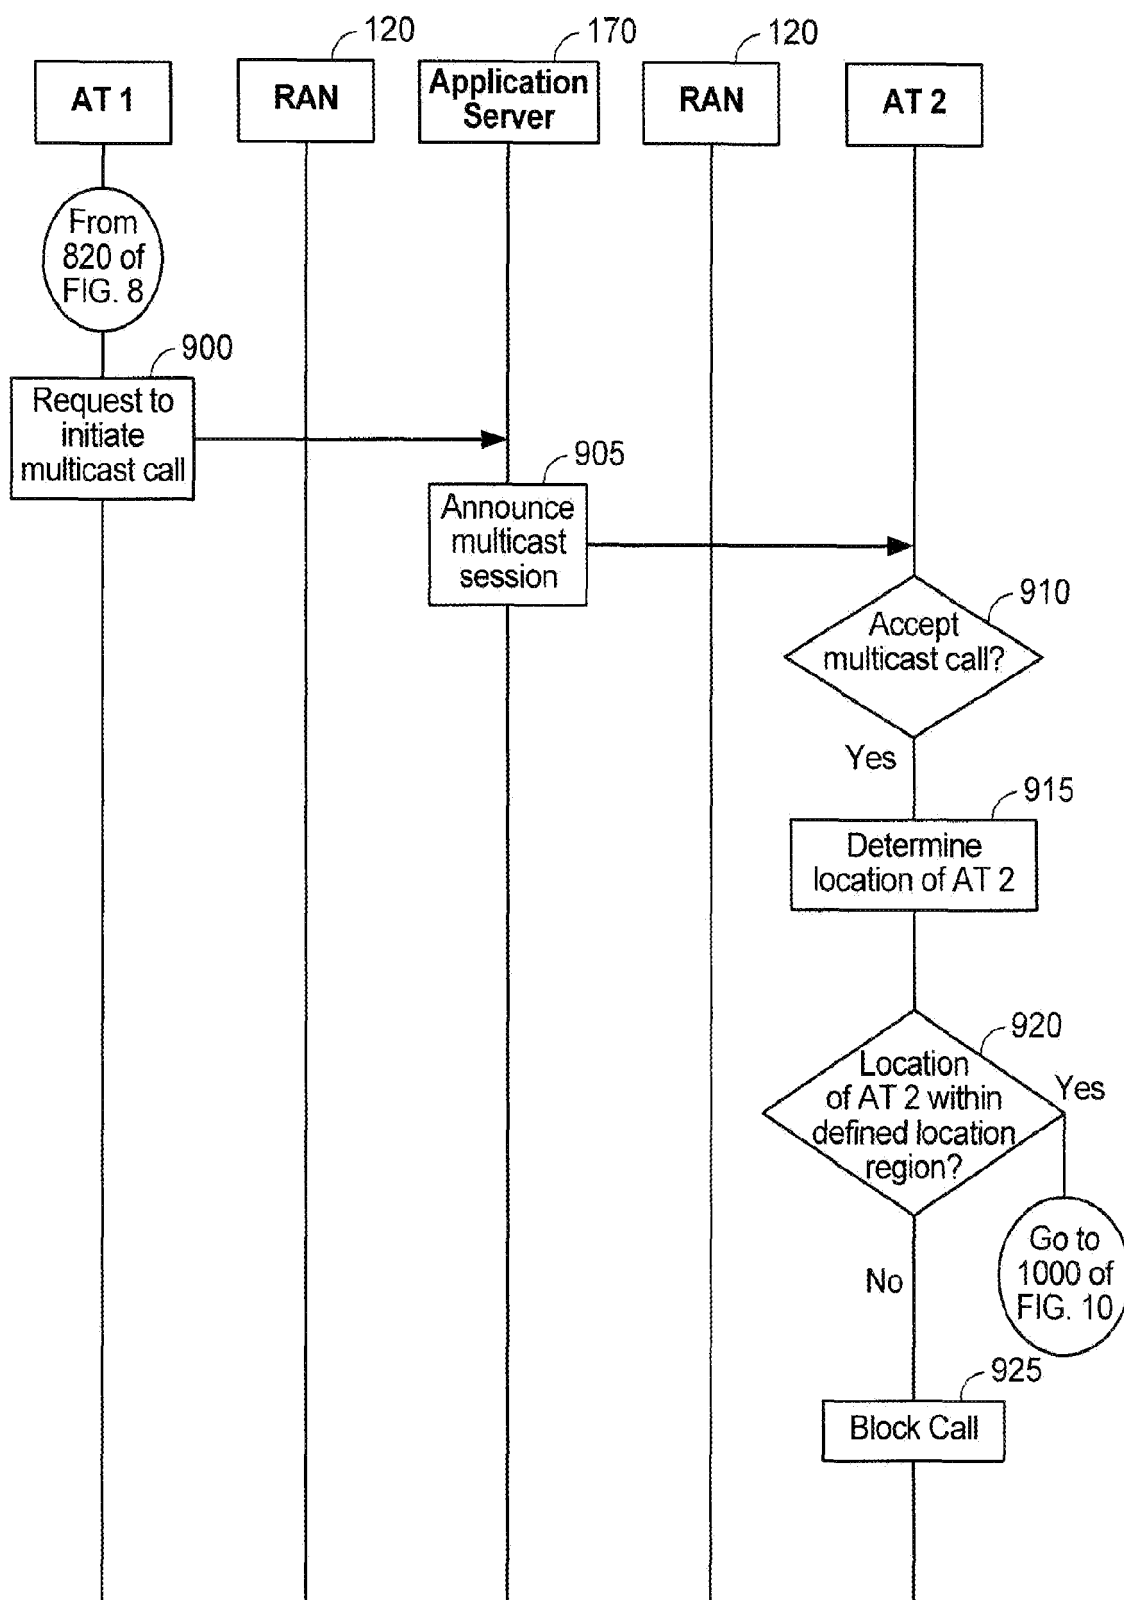 120
170
120
AT 1
RAN
Application
Server
RAN
AT 2
From
820 of
FIG. 8
900
Request to
initiate
multicast call
905
Announce
multicast
session
910
Accept
multicast call?
Yes
915
Determine
location of AT 2
920
Location
of AT 2 within
defined location
region?
Yes
Go to
1000 of
FIG. 10
No
925
Block Call